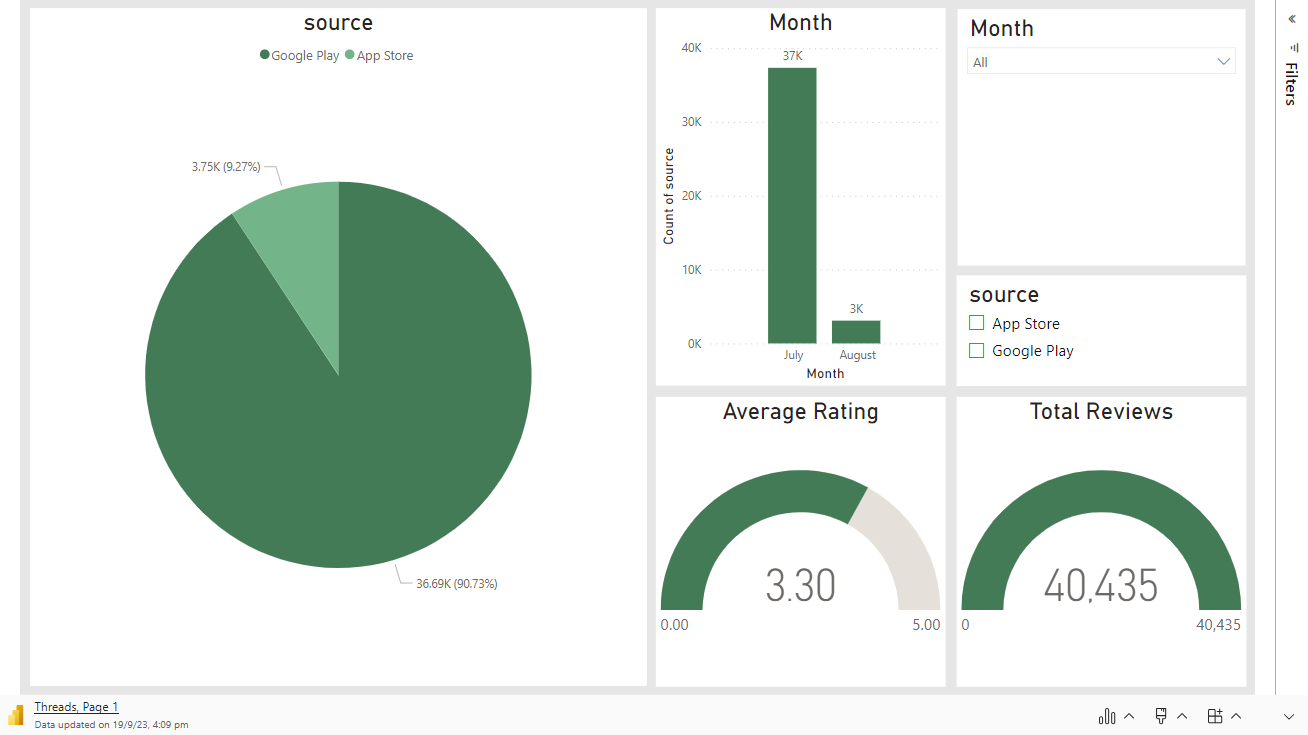 source
Google Play App Store
3.75K (9.27%)
36.69K (90.73%)
Month
40K
37K
30K
20K
10K
3K
0K
Count of source
July August
Month
Month
All
source
App Store
Google Play
Average Rating
3.30
0.00 5.00
Total Reviews
40,435
0 40,435
Filters
Threads, Page 1
Data updated on 19/9/23, 4:09 pm